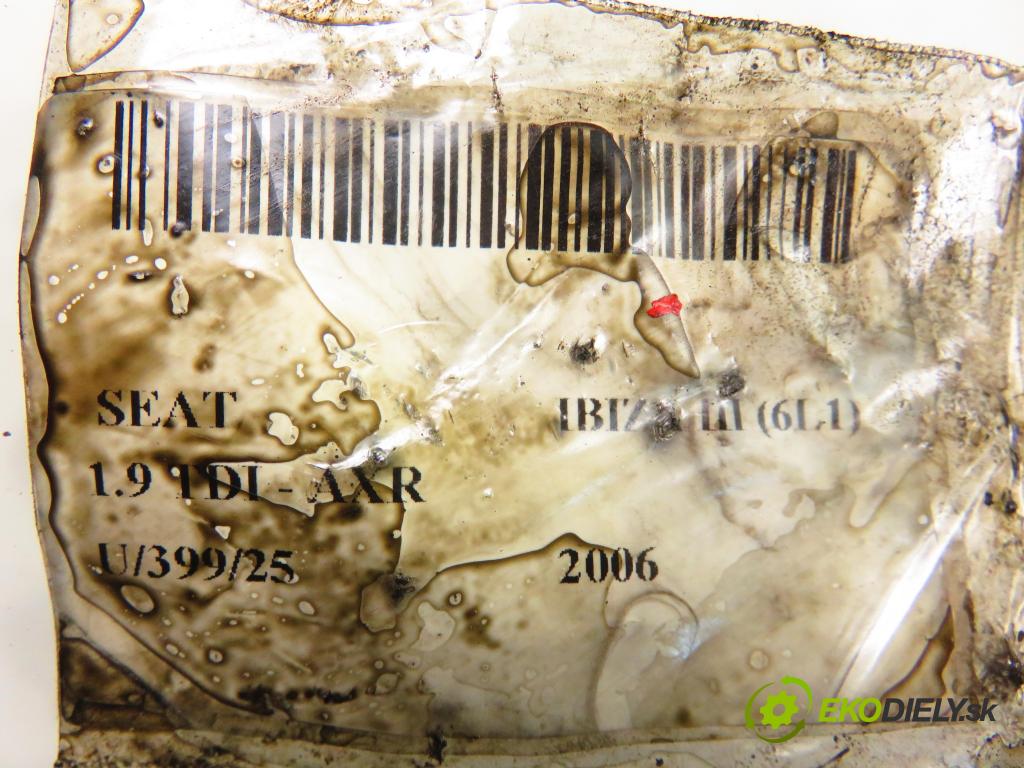 SEAT IBIZA III (6L1)
1.9 TDI - AXR
U/399/25 2006
EKODIELY.sk